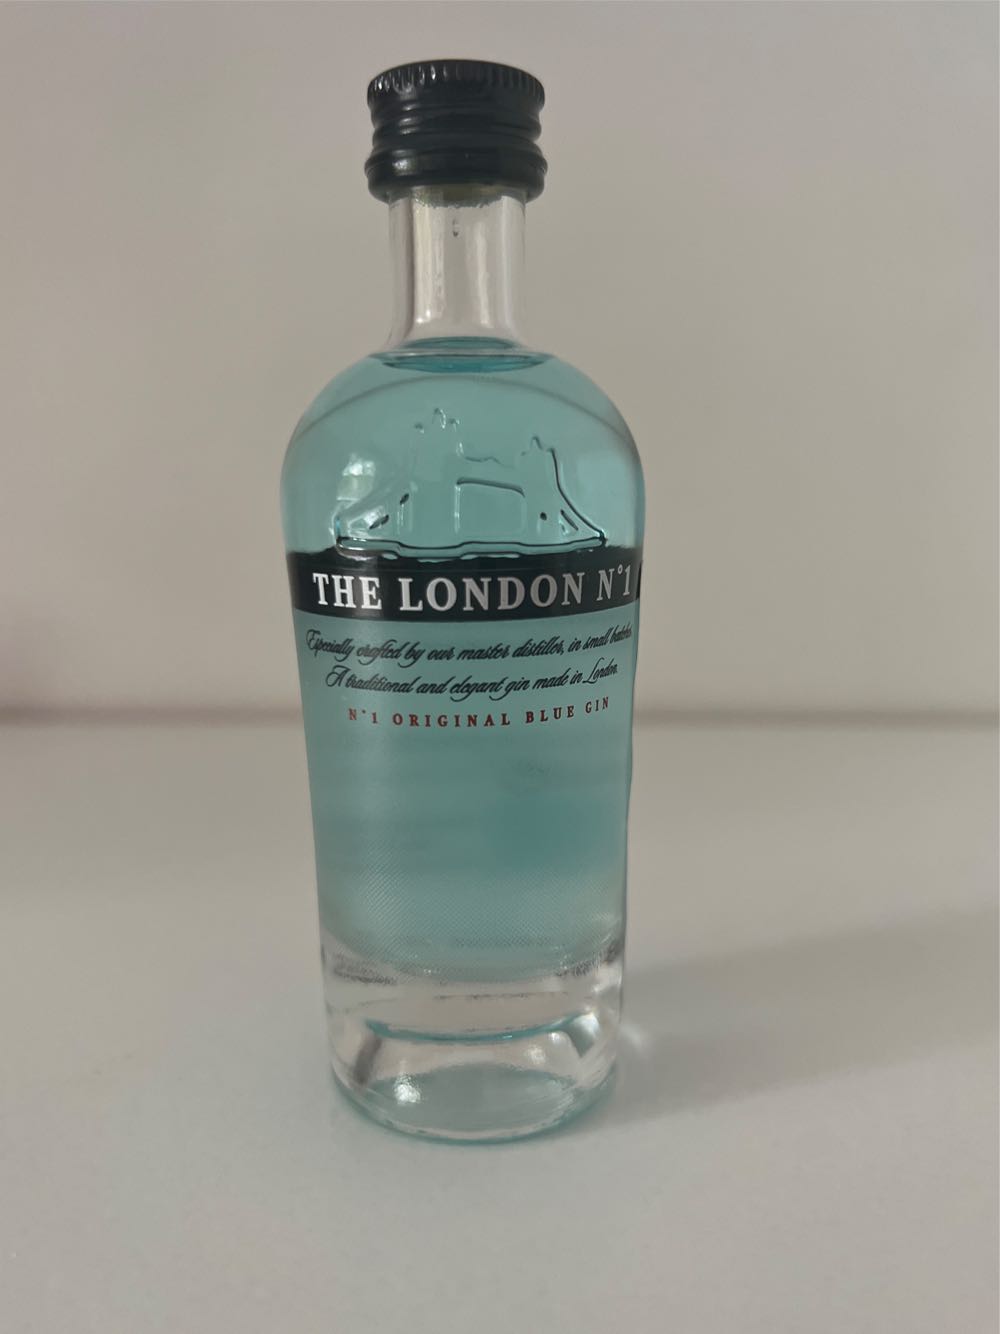 THE LONDON N°1
Especially crafted by our master distiller, in small batches.
A traditional and elegant gin made in London.
N°1 ORIGINAL BLUE GIN